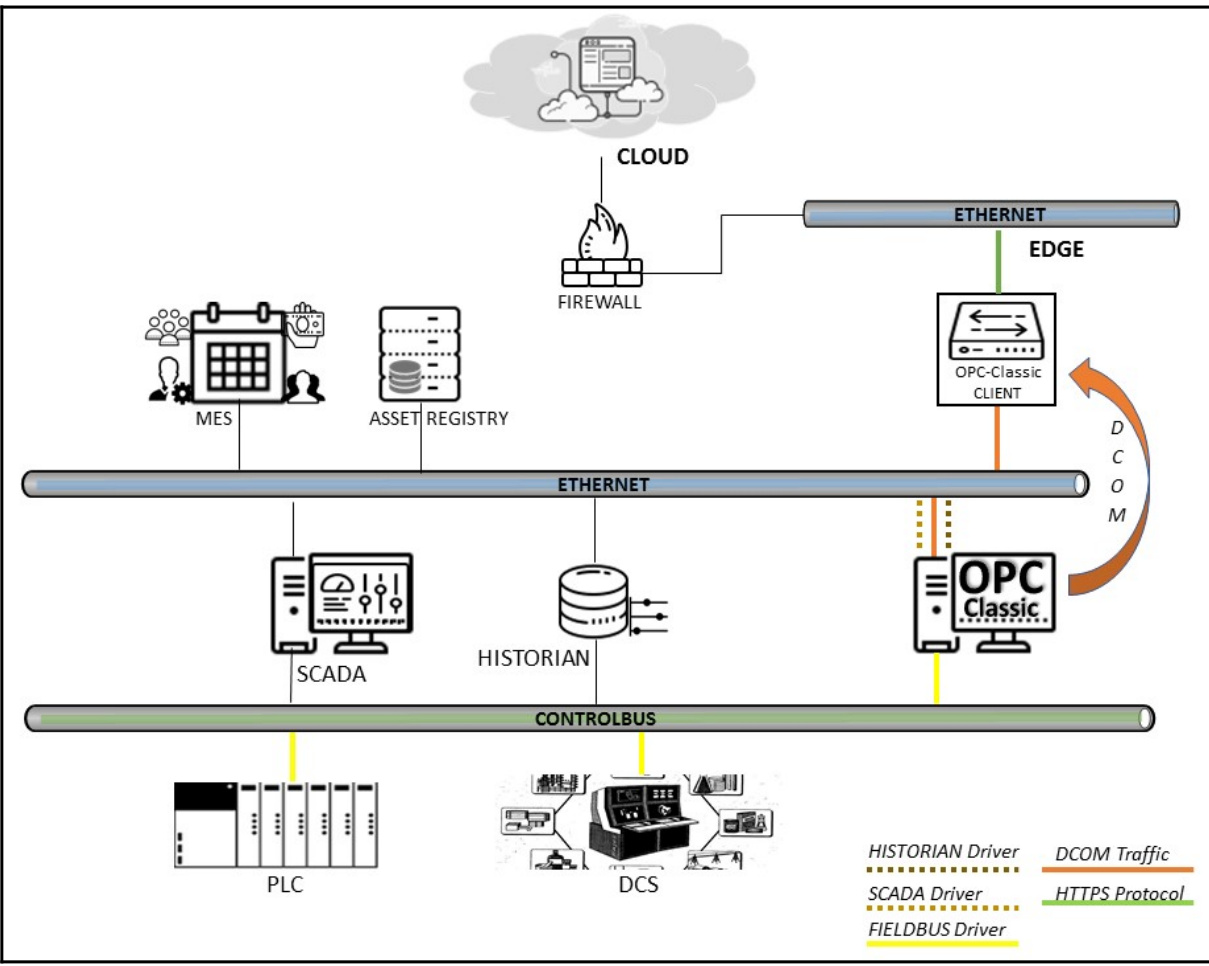 CLOUD
ETHERNET
EDGE
FIREWALL
OPC-Classic
CLIENT
MES
ASSET REGISTRY
D
C
O
M
ETHERNET
OPC
Classic
SCADA
HISTORIAN
CONTROLBUS
PLC
DCS
HISTORIAN Driver
DCOM Traffic
SCADA Driver
HTTPS Protocol
FIELDBUS Driver